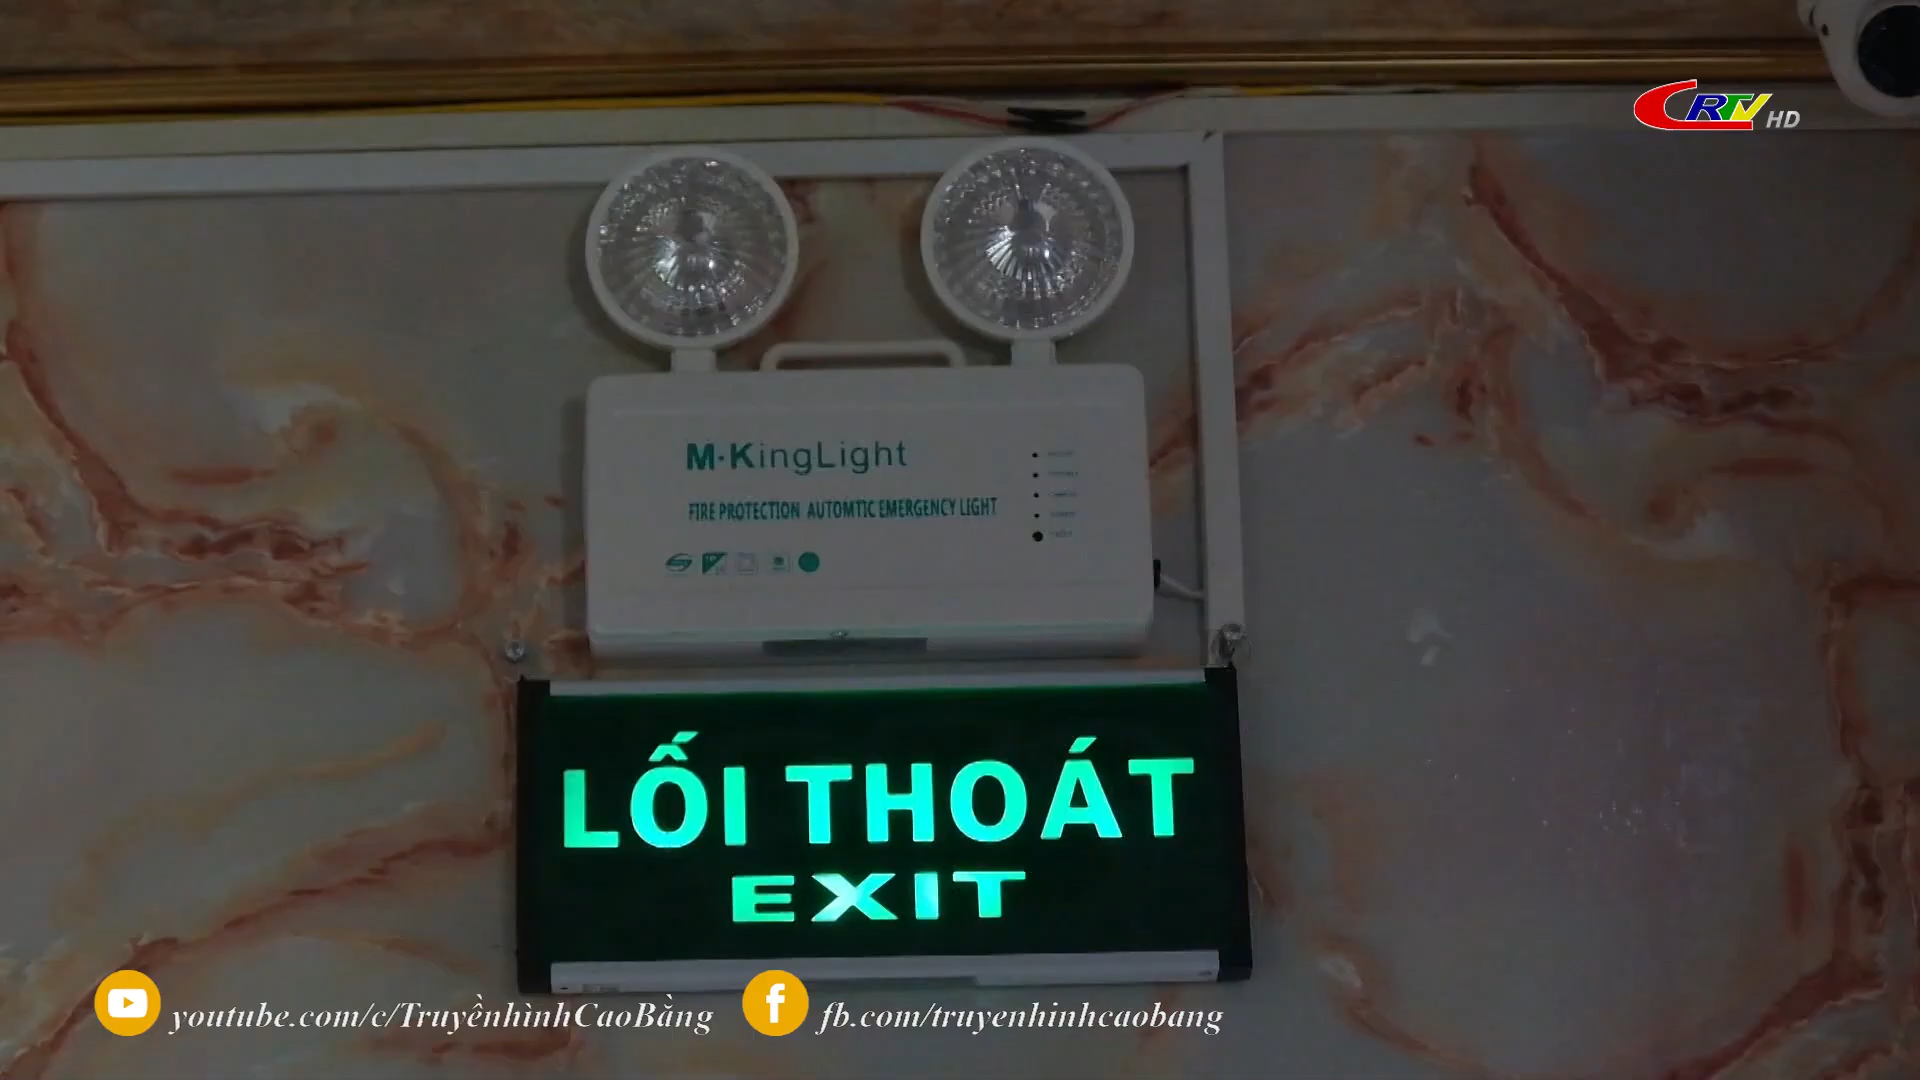 CRTV HD
M·KingLight
FIRE PROTECTION AUTOMTIC EMERGENCY LIGHT
LỐI THOÁT
EXIT
youtube.com/c/TruyềnhìnhCaoBằng
fb.com/truyenhinhcaobang